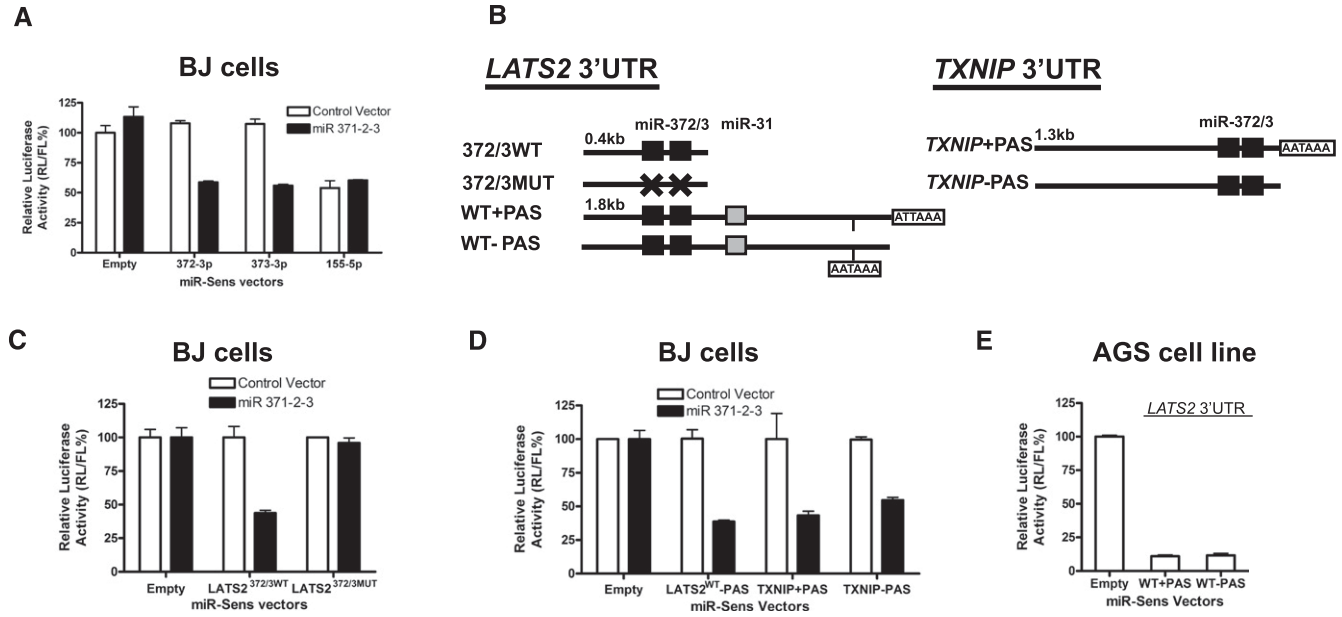 A
BJ cells
Relative Luciferase
Activity (RL/FL%)
125
100
75
50
25
0
Control Vector
miR 371-2-3
Empty
372-3p
373-3p
155-5p
miR-Sens vectors
B
LATS2 3'UTR
miR-372/3 miR-31
372/3WT
0.4kb
372/3MUT
WT+PAS
1.8kb
ATTAAA
WT- PAS
AATAAA
TXNIP 3'UTR
miR-372/3
TXNIP+PAS
1.3kb
AATAAA
TXNIP-PAS
C
BJ cells
Control Vector
miR 371-2-3
Relative Luciferase
Activity (RL/FL%)
125
100
75
50
25
0
Empty
LATS2 372/3WT
LATS2 372/3MUT
miR-Sens vectors
D
BJ cells
Control Vector
miR 371-2-3
Relative Luciferase
Activity (RL/FL%)
125
100
75
50
25
0
Empty
LATS2WT-PAS
TXNIP+PAS
TXNIP-PAS
miR-Sens Vectors
E
AGS cell line
LATS2 3'UTR
Relative Luciferase
Activity (RL/FL%)
125
100
75
50
25
0
Empty
WT+PAS
WT-PAS
miR-Sens Vectors